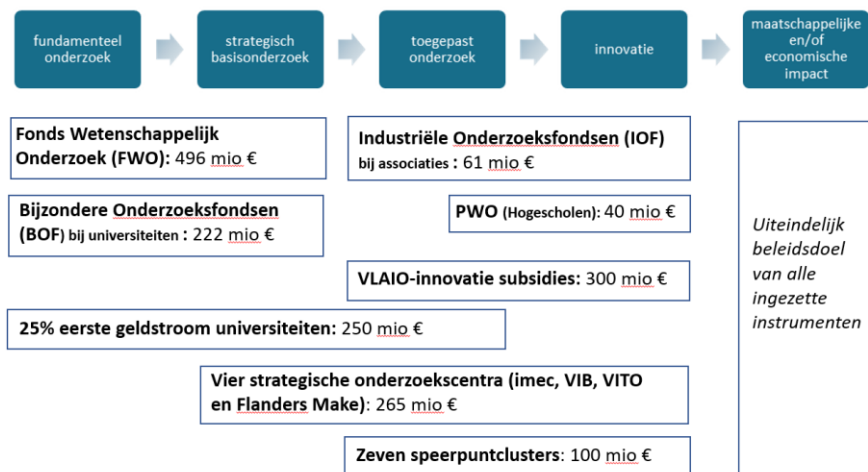 fundamenteel
onderzoek
strategisch
basisonderzoek
toegepast
onderzoek
innovatie
maatschappelijke
en/of
economische
impact
Fonds Wetenschappelijk
Onderzoek (FWO): 496 mio €
Industriële Onderzoeksfondsen (IOF)
bij associaties : 61 mio €
Bijzondere Onderzoeksfondsen
(BOF) bij universiteiten : 222 mio €
PWO (Hogescholen): 40 mio €
VLAIO-innovatie subsidies: 300 mio €
25% eerste geldstroom universiteiten: 250 mio €
Vier strategische onderzoekscentra (imec, VIB, VITO
en Flanders Make): 265 mio €
Zeven speerpuntclusters: 100 mio €
Uiteindelijk
beleidsdoel
van alle
ingezette
instrumenten